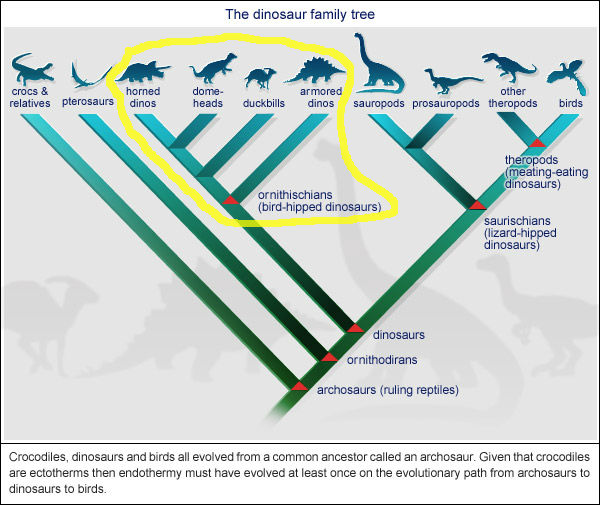 The dinosaur family tree
crocs &
relatives
pterosaurs
horned
dinos
dome-
heads
duckbills
armored
dinos
sauropods
prosauropods
other
theropods
birds
theropods
(meating-eating
dinosaurs)
ornithischians
(bird-hipped dinosaurs)
saurischians
(lizard-hipped
dinosaurs)
dinosaurs
ornithodirans
archosaurs (ruling reptiles)
Crocodiles, dinosaurs and birds all evolved from a common ancestor called an archosaur. Given that crocodiles
are ectotherms then endothermy must have evolved at least once on the evolutionary path from archosaurs to
dinosaurs to birds.